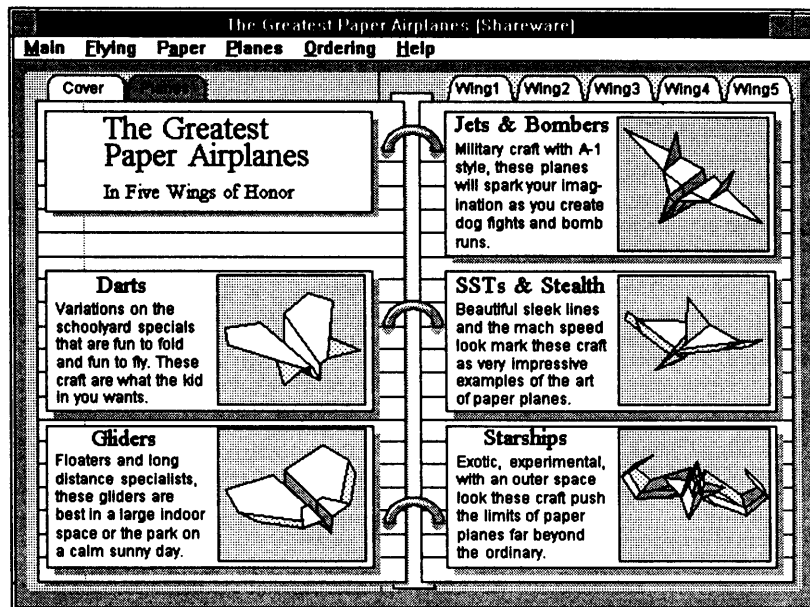 The Greatest Paper Airplanes [Shareware]
Main Flying Paper Planes Ordering Help
Cover Planes Wing1 Wing2 Wing3 Wing4 Wing5
The Greatest
Paper Airplanes
In Five Wings of Honor
Darts
Variations on the
schoolyard specials
that are fun to fold
and fun to fly. These
craft are what the kid
in you wants.
Gliders
Floaters and long
distance specialists,
these gliders are
best in a large indoor
space or the park on
a calm sunny day.
Jets & Bombers
Military craft with A-1
style, these planes
will spark your imag-
ination as you create
dog fights and bomb
runs.
SSTs & Stealth
Beautiful sleek lines
and the mach speed
look mark these craft
as very impressive
examples of the art
of paper planes.
Starships
Exotic, experimental,
with an outer space
look these craft push
the limits of paper
planes far beyond
the ordinary.